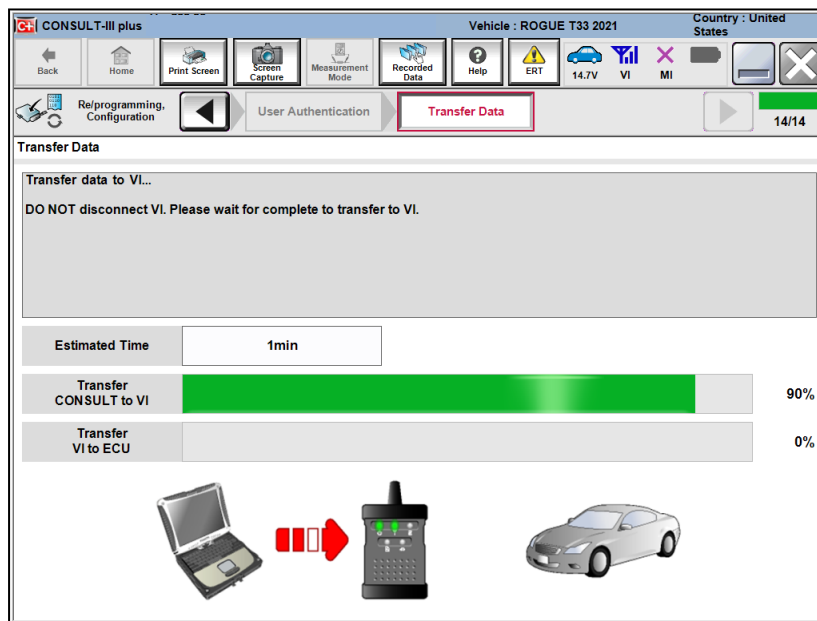 C+ CONSULT-III plus
Vehicle : ROGUE T33 2021
Country : United
States
Back
Home
Print Screen
Screen
Capture
Measurement
Mode
Recorded
Data
Help
ERT
14.7V
VI
MI
Re/programming,
Configuration
User Authentication
Transfer Data
14/14
Transfer Data
Transfer data to VI...
DO NOT disconnect VI. Please wait for complete to transfer to VI.
Estimated Time
1min
Transfer
CONSULT to VI
90%
Transfer
VI to ECU
0%